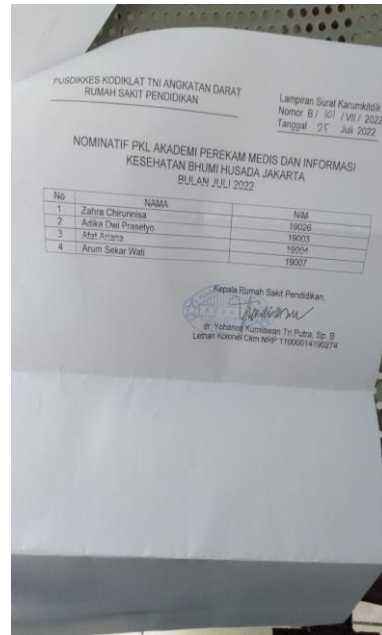 PUSDIKKES KODIKLAT TNI ANGKATAN DARAT
RUMAH SAKIT PENDIDIKAN
Lampiran Surat Karumkitdik
Nomor B / 101 / VII / 2022
Tanggal 25 Juli 2022
NOMINATIF PKL AKADEMI PEREKAM MEDIS DAN INFORMASI
KESEHATAN BHUMI HUSADA JAKARTA
BULAN JULI 2022
No NAMA NIM
1 Zahra Chirunnisa 19026
2 Adika Dwi Prasetyo 19003
3 Afat Ariana 19004
4 Arum Sekar Wati 19007
Kepala Rumah Sakit Pendidikan,
dr. Yohanes Kurniawan Tri Putra, Sp. B
Letnan Kolonel Ckm NRP 11000014190274